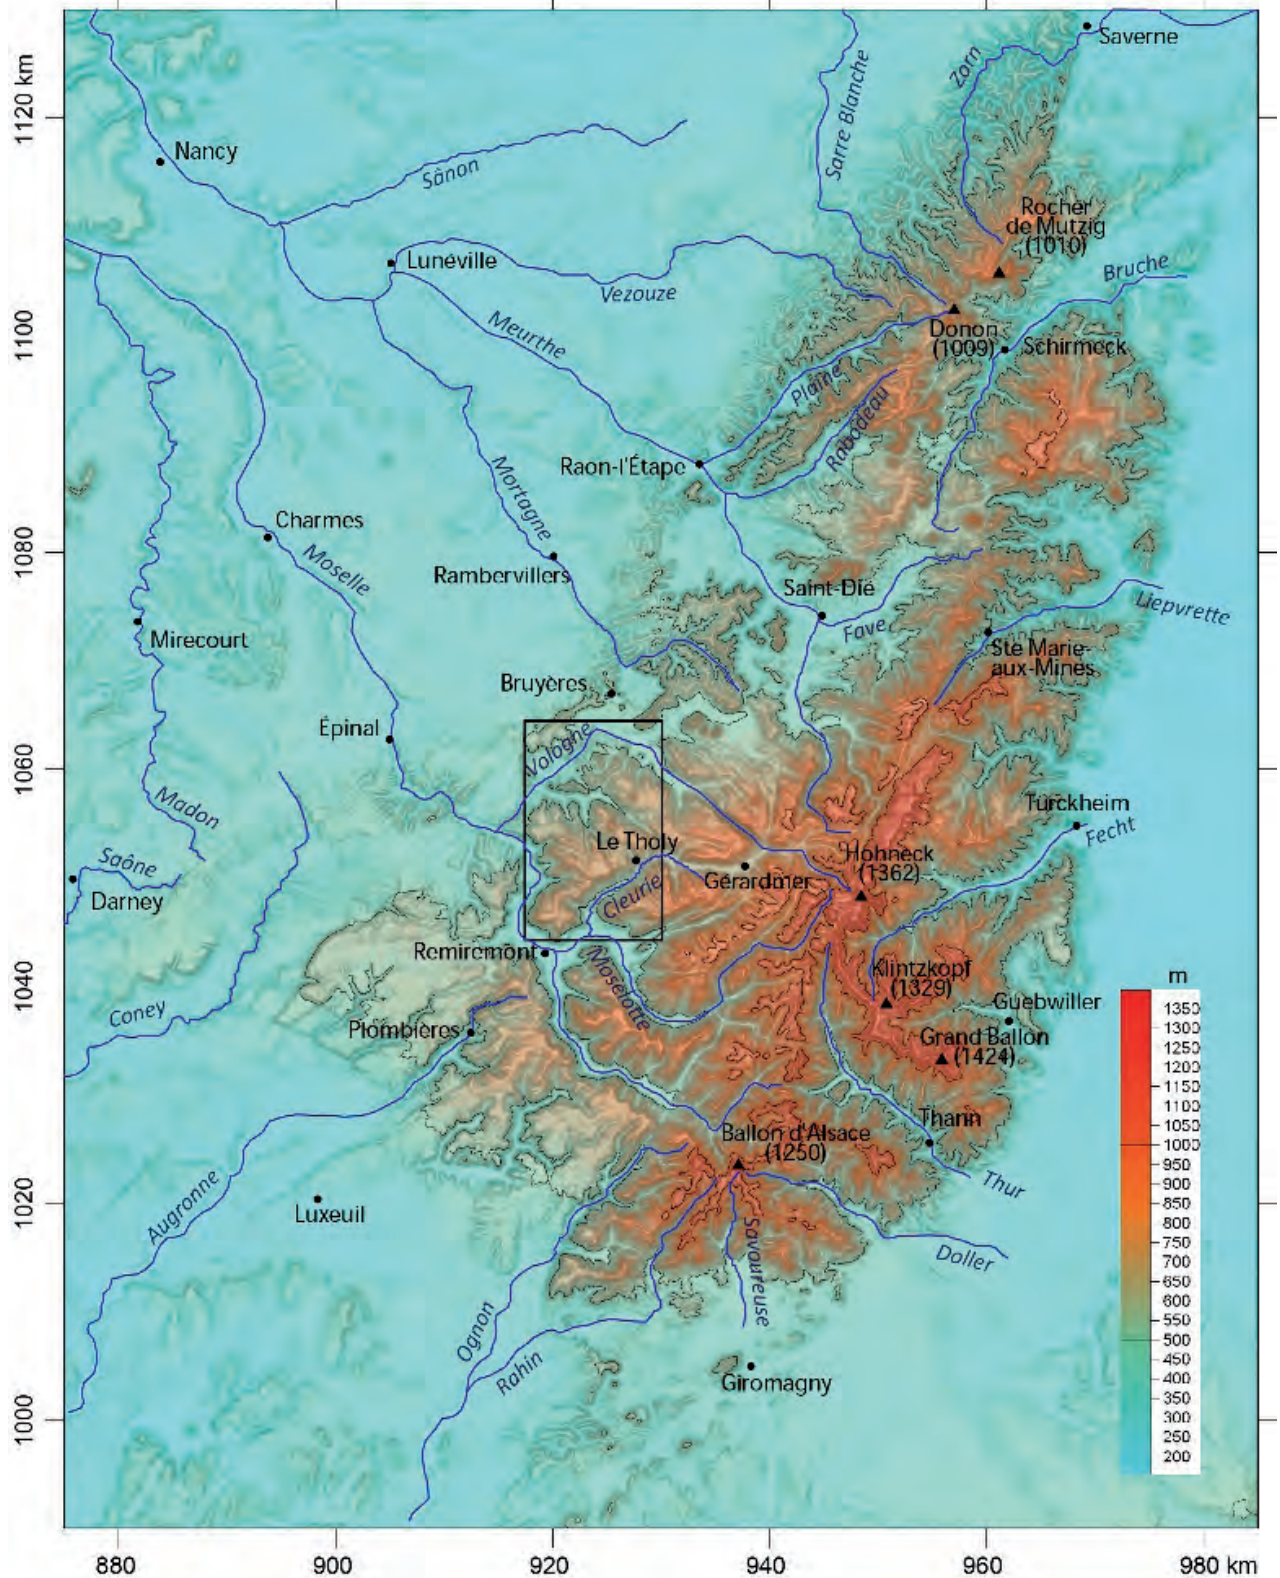 Saverne
Zorn
Sarre Blanche
1120 km
Nancy
Sânon
Rocher
de Mutzig
(1010)
Lunéville
Bruche
Vezouze
1100
Meurthe
Donon
(1009)
Schirmeck
Plaine
Rabodeau
Raon-l'Étape
Mortagne
Charmes
Moselle
1080
Rambervillers
Saint-Dié
Liepvrette
Fave
Mirecourt
Ste Marie-
aux-Mines
Bruyères
Épinal
Vologne
1060
Madon
Turckheim
Fecht
Le Tholy
Hohneck
(1362)
Saône
Gérardmer
Darney
Cleurie
Remiremont
Moselotte
Klintzkopf
(1329)
1040
Coney
Guebwiller
Plombières
Grand Ballon
(1424)
Thann
Ballon d'Alsace
(1250)
Thur
1020
Augronne
Luxeuil
Savoureuse
Doller
Ognon
Rahin
Giromagny
1000
m
1350
1300
1250
1200
1150
1100
1050
1000
950
900
850
800
750
700
650
600
550
500
450
400
350
300
250
200
880
900
920
940
960
980 km